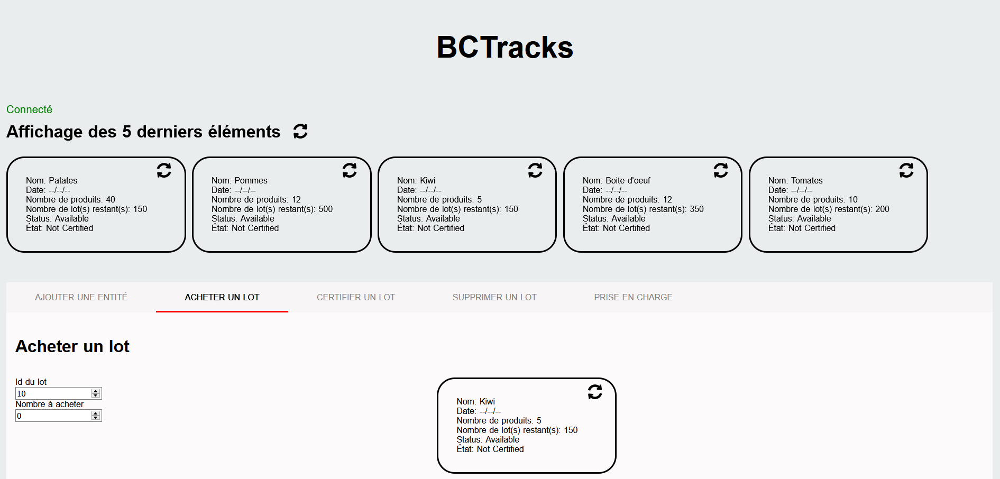 BCTracks
Connecté
Affichage des 5 derniers éléments
Nom: Patates
Date: --/--/--
Nombre de produits: 40
Nombre de lot(s) restant(s): 150
Status: Available
État: Not Certified
Nom: Pommes
Date: --/--/--
Nombre de produits: 12
Nombre de lot(s) restant(s): 500
Status: Available
État: Not Certified
Nom: Kiwi
Date: --/--/--
Nombre de produits: 5
Nombre de lot(s) restant(s): 150
Status: Available
État: Not Certified
Nom: Boite d'oeuf
Date: --/--/--
Nombre de produits: 12
Nombre de lot(s) restant(s): 350
Status: Available
État: Not Certified
Nom: Tomates
Date: --/--/--
Nombre de produits: 10
Nombre de lot(s) restant(s): 200
Status: Available
État: Not Certified
AJOUTER UNE ENTITÉ
ACHETER UN LOT
CERTIFIER UN LOT
SUPPRIMER UN LOT
PRISE EN CHARGE
Acheter un lot
Id du lot
10
Nombre à acheter
0
Nom: Kiwi
Date: --/--/--
Nombre de produits: 5
Nombre de lot(s) restant(s): 150
Status: Available
État: Not Certified